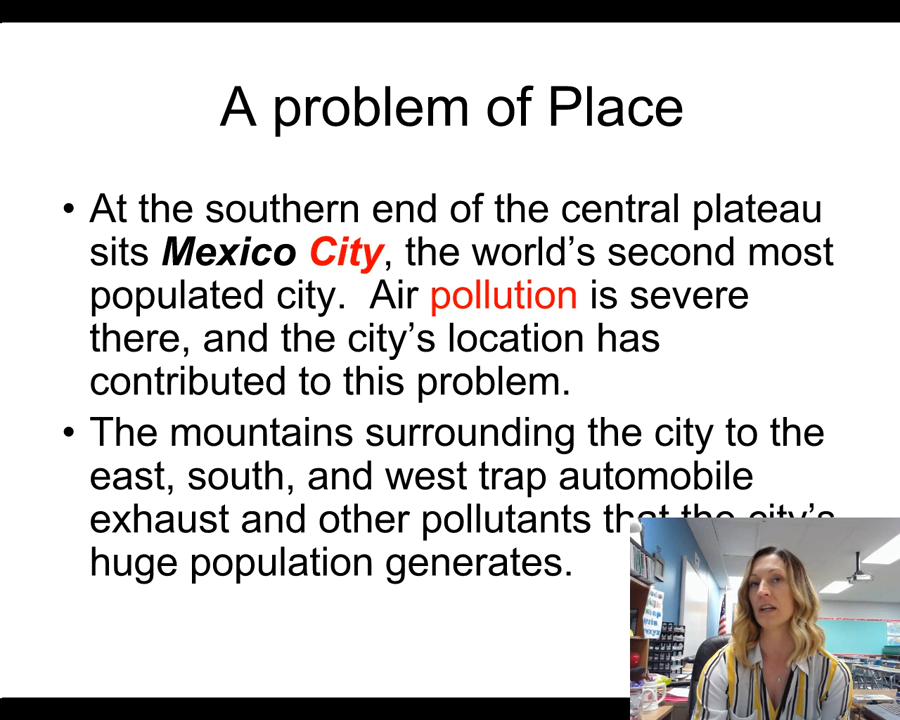 A problem of Place
• At the southern end of the central plateau
sits Mexico City, the world's second most
populated city.  Air pollution is severe
there, and the city's location has
contributed to this problem.
• The mountains surrounding the city to the
east, south, and west trap automobile
exhaust and other pollutants that the city's
huge population generates.